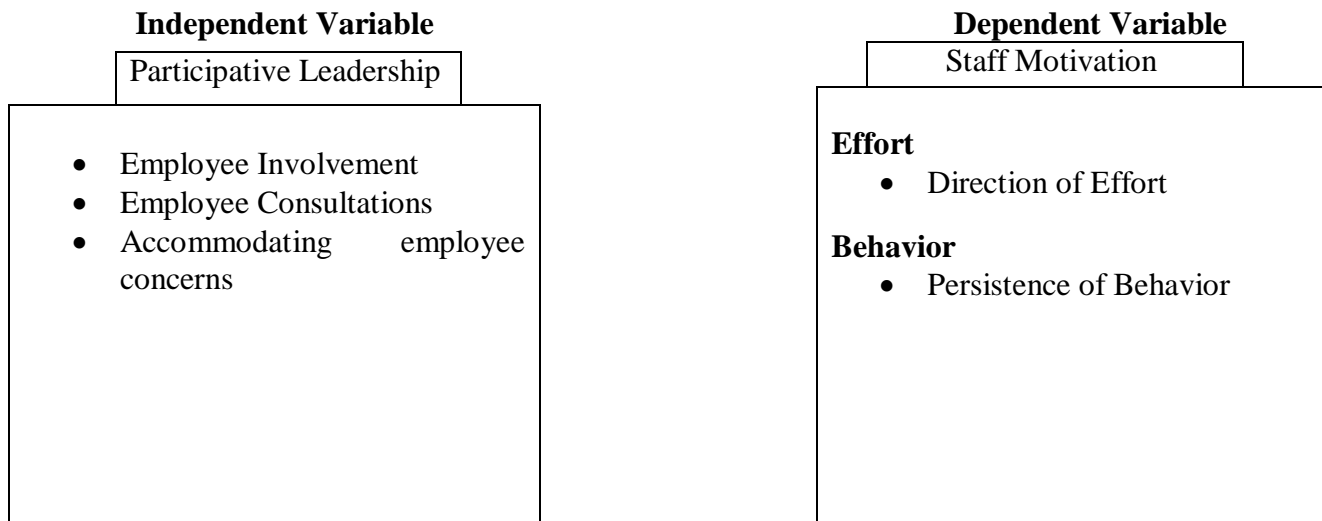 Independent Variable
Participative Leadership
• Employee Involvement
• Employee Consultations
• Accommodating employee
concerns
Dependent Variable
Staff Motivation
Effort
• Direction of Effort
Behavior
• Persistence of Behavior